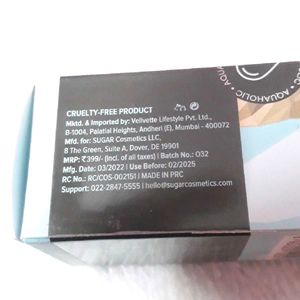 CRUELTY-FREE PRODUCT
Mktd. & Imported by: Vellvette Lifestyle Pvt. Ltd.,
B-1004, Palatial Heights, Andheri (E), Mumbai - 400072
Mfd. for: SUGAR Cosmetics LLC,
8 The Green, Suite A, Dover, DE 19901
MRP: ₹399/- (Incl. of all taxes) | Batch No.: 032
Mfg. Date: 03/2022 | Use Before: 02/2025
RC No.: RC/COS-002151 | MADE IN PRC
Support: 022-2847-5555 | hello@sugarcosmetics.com
AQUAHOLIC